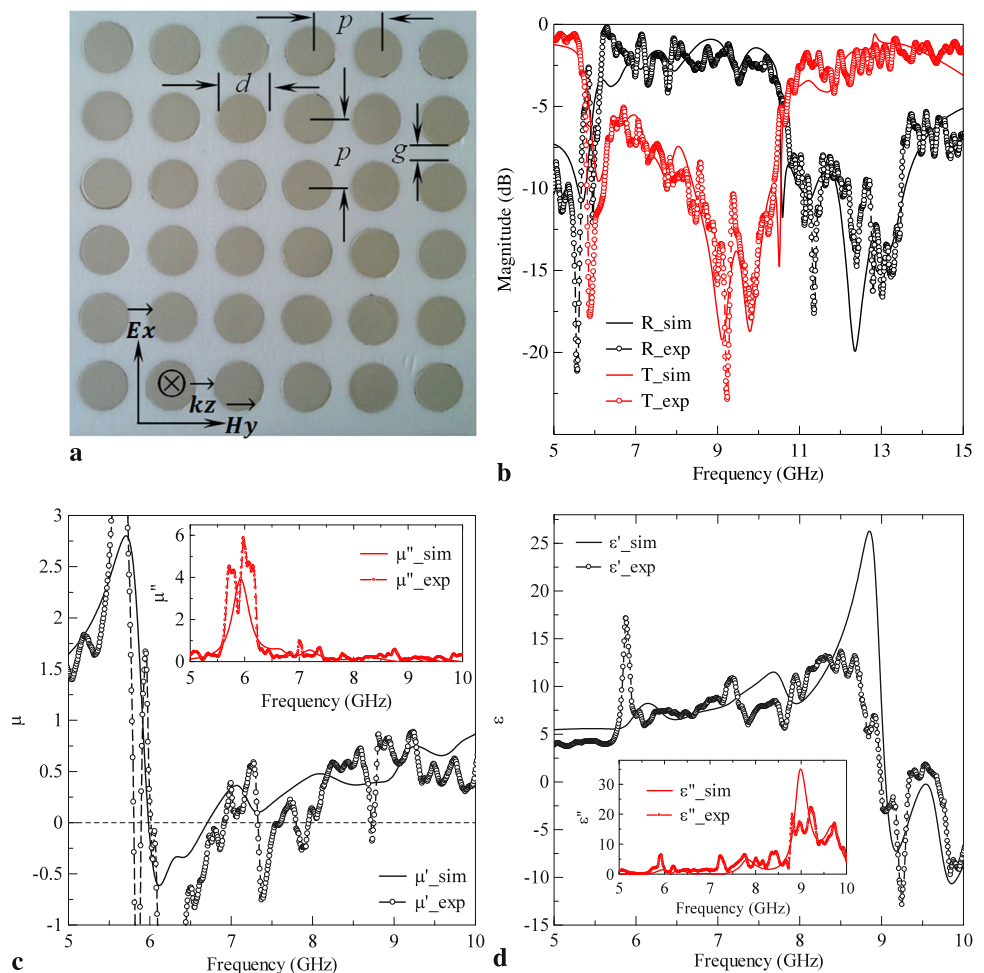 p
d
p
g
Ex
kz
Hy
a
0
-5
-10
-15
-20
Magnitude (dB)
R_sim
R_exp
T_sim
T_exp
5 7 9 11 13 15
Frequency (GHz)
b
3
2.5
2
1.5
1
0.5
0
-0.5
-1
μ
6
4
2
0
μ"
μ"_sim
μ"_exp
5 6 7 8 9 10
Frequency (GHz)
μ'_sim
μ'_exp
5 6 7 8 9 10
Frequency (GHz)
c
25
20
15
10
5
0
-5
-10
-15
ε
ε'_sim
ε'_exp
30
20
10
0
ε"
ε"_sim
ε"_exp
5 6 7 8 9 10
Frequency (GHz)
5 6 7 8 9 10
Frequency (GHz)
d